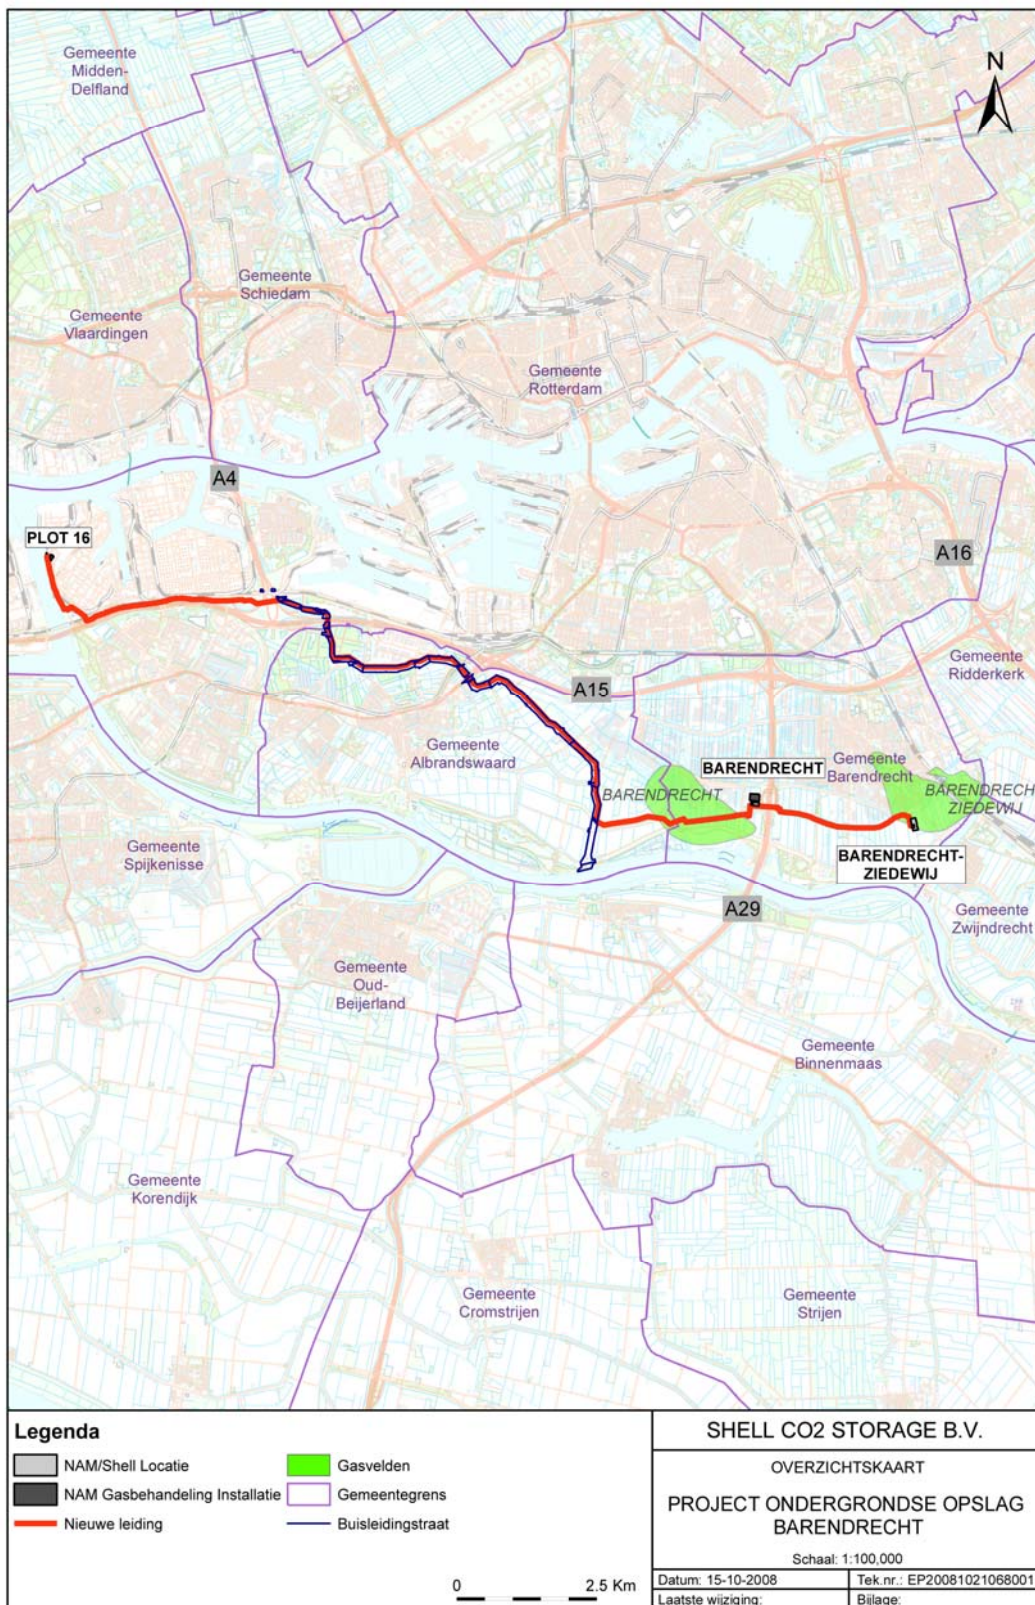 Gemeente
Midden-
Delfland
N
Gemeente
Schiedam
Gemeente
Vlaardingen
Gemeente
Rotterdam
A4
PLOT 16
A16
Gemeente
Ridderkerk
A15
Gemeente
Albrandswaard
BARENDRECHT
Gemeente
Barendrecht
BARENDRECHT
BARENDRECH
ZIEDEWIJ
BARENDRECHT-
ZIEDEWIJ
Gemeente
Spijkenisse
A29
Gemeente
Zwijndrecht
Gemeente
Oud-
Beijerland
Gemeente
Binnenmaas
Gemeente
Korendijk
Gemeente
Cromstrijen
Gemeente
Strijen
Legenda
NAM/Shell Locatie
NAM Gasbehandeling Installatie
Nieuwe leiding
Gasvelden
Gemeentegrens
Buisleidingstraat
0 2.5 Km
SHELL CO2 STORAGE B.V.
OVERZICHTSKAART
PROJECT ONDERGRONDSE OPSLAG
BARENDRECHT
Schaal: 1:100,000
Datum: 15-10-2008
Tek.nr.: EP20081021068001
Laatste wijziging:
Bijlage: